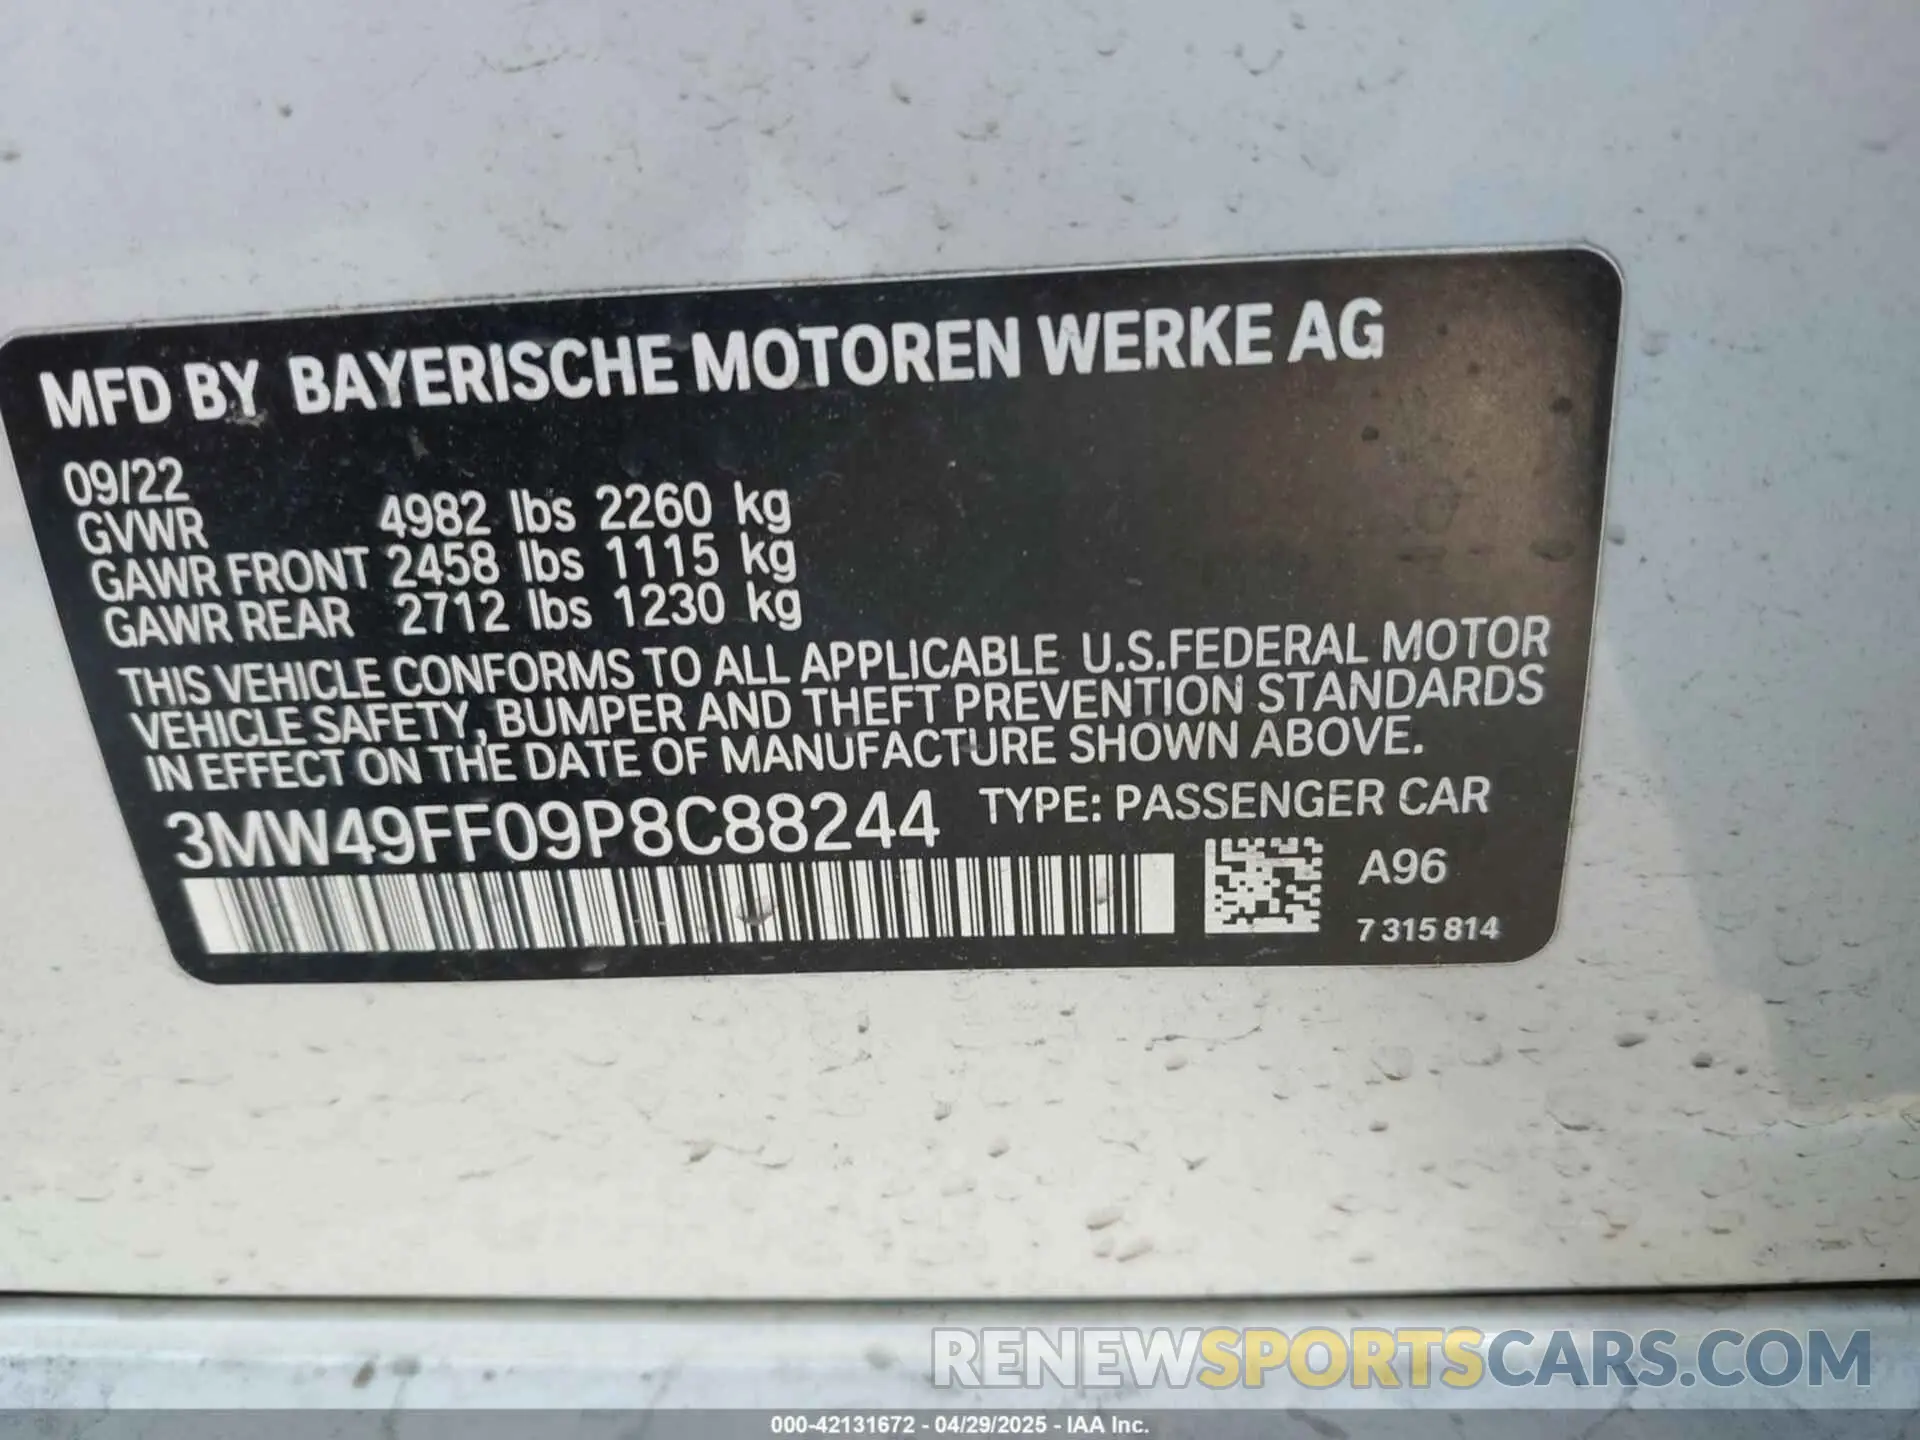 MFD BY BAYERISCHE MOTOREN WERKE AG
09/22
GVWR 4982 lbs 2260 kg
GAWR FRONT 2458 lbs 1115 kg
GAWR REAR 2712 lbs 1230 kg
THIS VEHICLE CONFORMS TO ALL APPLICABLE U.S.FEDERAL MOTOR
VEHICLE SAFETY, BUMPER AND THEFT PREVENTION STANDARDS
IN EFFECT ON THE DATE OF MANUFACTURE SHOWN ABOVE.
3MW49FF09P8C88244 TYPE: PASSENGER CAR
A96
7 315 814
RENEWSPORTSCARS.COM
000-42131672 - 04/29/2025 - IAA Inc.